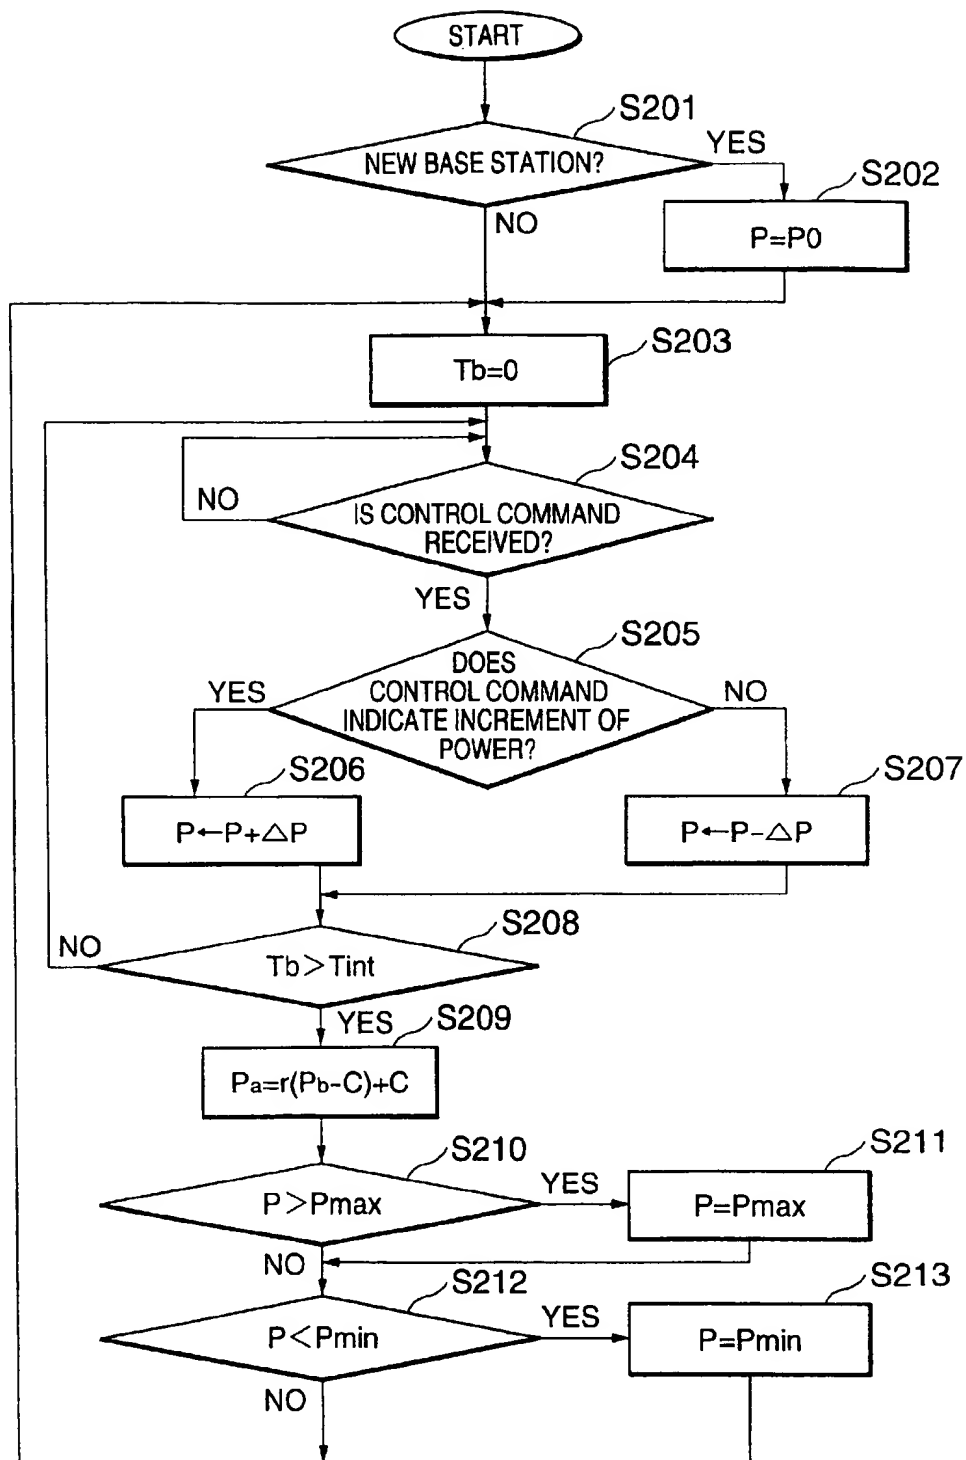 START
S201
NEW BASE STATION?
YES
S202
P=P0
NO
S203
Tb=0
S204
NO
IS CONTROL COMMAND
RECEIVED?
YES
S205
DOES
CONTROL COMMAND
INDICATE INCREMENT OF
POWER?
YES
NO
S206
P←P+△P
S207
P←P-△P
S208
NO
Tb>Tint
YES
S209
Pa=r(Pb-C)+C
S210
P>Pmax
YES
S211
P=Pmax
NO
S212
P<Pmin
YES
S213
P=Pmin
NO